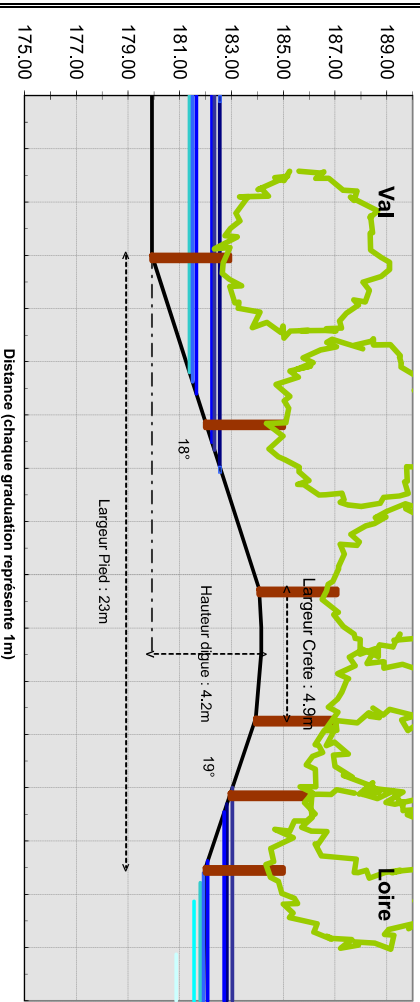 189.00
187.00
185.00
183.00
181.00
179.00
177.00
175.00
Val
Loire
Largeur Crete : 4.9m
Hauteur digue : 4.2m
18°
19°
Largeur Pied : 23m
Distance (chaque graduation représente 1m)